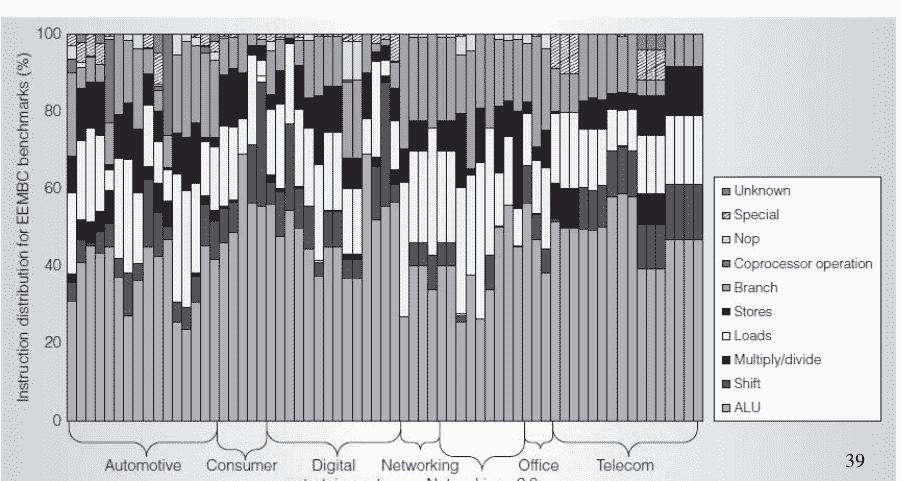 Instruction distribution for EEMBC benchmarks (%)
100
80
60
40
20
0
Unknown
Special
Nop
Coprocessor operation
Branch
Stores
Loads
Multiply/divide
Shift
ALU
Automotive Consumer Digital Networking Office Telecom
39